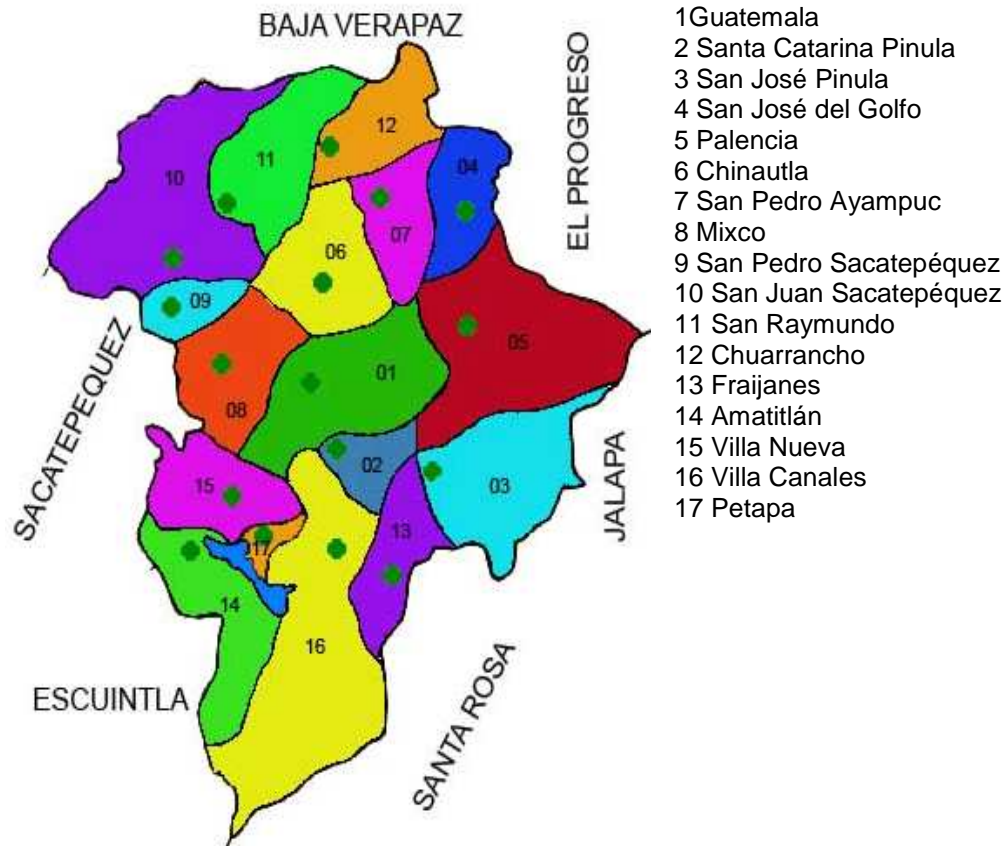 BAJA VERAPAZ
EL PROGRESO
JALAPA
SANTA ROSA
ESCUINTLA
SACATEPEQUEZ
12
11
10
04
07
06
09
05
01
08
02
03
15
13
17
14
16
1Guatemala
2 Santa Catarina Pinula
3 San José Pinula
4 San José del Golfo
5 Palencia
6 Chinautla
7 San Pedro Ayampuc
8 Mixco
9 San Pedro Sacatepéquez
10 San Juan Sacatepéquez
11 San Raymundo
12 Chuarrancho
13 Fraijanes
14 Amatitlán
15 Villa Nueva
16 Villa Canales
17 Petapa